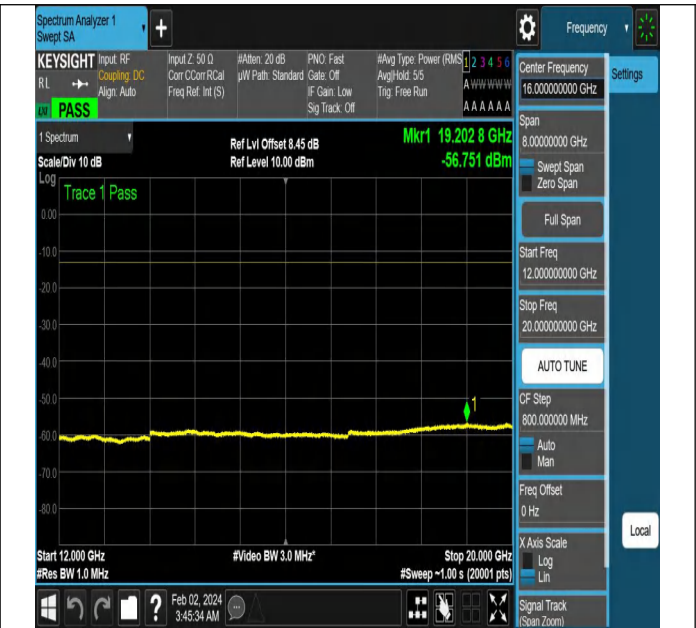 Spectrum Analyzer 1
Swept SA
+
Frequency
KEYSIGHT
RL
Input: RF
Coupling: DC
Align: Auto
Input Z: 50 Ω
Corr CCorr RCal
Freq Ref: Int (S)
#Atten: 20 dB
µW Path: Standard
PNO: Fast
Gate: Off
IF Gain: Low
Sig Track: Off
#Avg Type: Power (RMS
Avg|Hold: 5/5
Trig: Free Run
1 2 3 4 5 6
A W W W W W
A A A A A A
PASS
1 Spectrum
Scale/Div 10 dB
Log
Ref Lvl Offset 8.45 dB
Ref Level 10.00 dBm
Mkr1 19.202 8 GHz
-56.751 dBm
Trace 1 Pass
0.00
-10.0
-20.0
-30.0
-40.0
-50.0
-60.0
-70.0
-80.0
1
Start 12.000 GHz
#Res BW 1.0 MHz
#Video BW 3.0 MHz*
Stop 20.000 GHz
#Sweep ~1.00 s (20001 pts)
?
Feb 02, 2024
3:45:34 AM
Center Frequency
16.000000000 GHz
Span
8.00000000 GHz
Swept Span
Zero Span
Full Span
Start Freq
12.000000000 GHz
Stop Freq
20.000000000 GHz
AUTO TUNE
CF Step
800.000000 MHz
Auto
Man
Freq Offset
0 Hz
X Axis Scale
Log
Lin
Signal Track
(Span Zoom)
Settings
Local